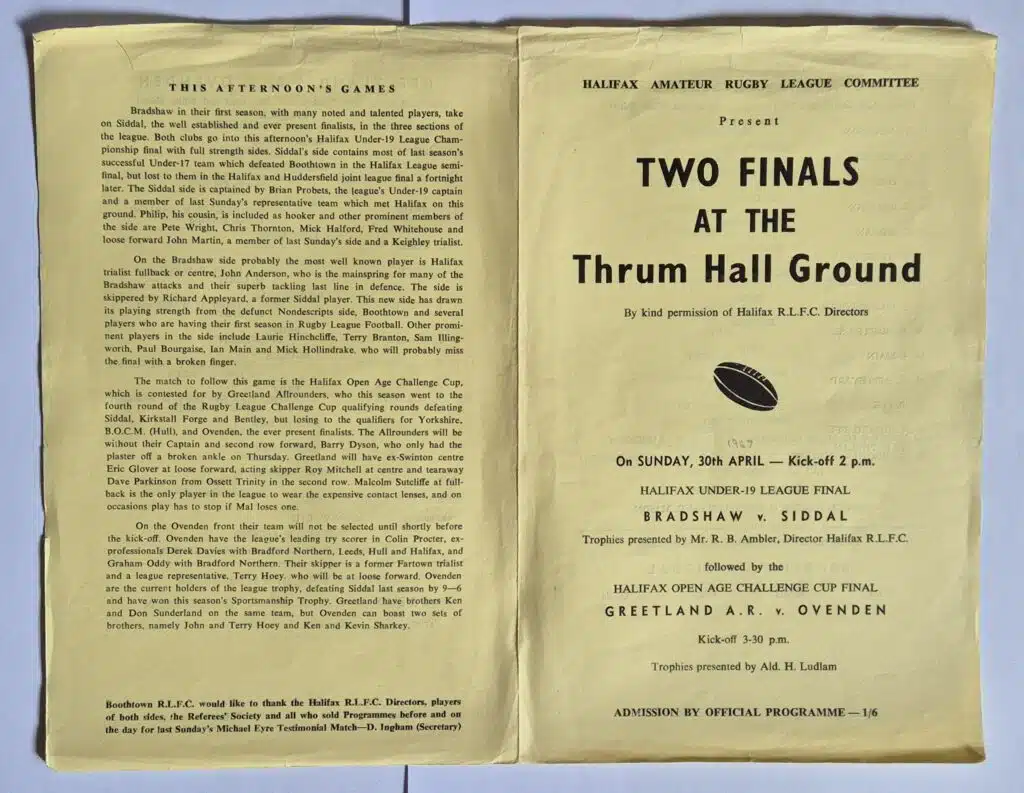 THIS AFTERNOON'S GAMES
Bradshaw in their first season, with many noted and talented players, take
on Siddal, the well established and ever present finalists, in the three sections of
the league. Both clubs go into this afternoon's Halifax Under-19 League Cham-
pionship final with full strength sides. Siddal's side contains most of last season's
successful Under-17 team which defeated Boothtown in the Halifax League semi-
final, but lost to them in the Halifax and Huddersfield joint league final a fortnight
later. The Siddal side is captained by Brian Probets, the league's Under-19 captain
and a member of last Sunday's representative team which met Halifax on this
ground. Philip, his cousin, is included as hooker and other prominent members of
the side are Pete Wright, Chris Thornton, Mick Halford, Fred Whitehouse and
loose forward John Martin, a member of last Sunday's side and a Keighley trialist.
On the Bradshaw side probably the most well known player is Halifax
trialist fullback or centre, John Anderson, who is the mainspring for many of the
Bradshaw attacks and their superb tackling last line in defence. The side is
skippered by Richard Appleyard, a former Siddal player. This new side has drawn
its playing strength from the defunct Nondescripts side, Boothtown and several
players who are having their first season in Rugby League Football. Other promi-
nent players in the side include Laurie Hinchcliffe, Terry Branton, Sam Illing-
worth, Paul Bourgaise, Ian Main and Mick Hollindrake, who will probably miss
the final with a broken finger.
The match to follow this game is the Halifax Open Age Challenge Cup,
which is contested for by Greetland Allrounders, who this season went to the
fourth round of the Rugby League Challenge Cup qualifying rounds defeating
Siddal, Kirkstall Forge and Bentley, but losing to the qualifiers for Yorkshire,
B.O.C.M. (Hull), and Ovenden, the ever present finalists. The Allrounders will be
without their Captain and second row forward, Barry Dyson, who only had the
plaster off a broken ankle on Thursday. Greetland will have ex-Swinton centre
Eric Glover at loose forward, acting skipper Roy Mitchell at centre and tearaway
Dave Parkinson from Ossett Trinity in the second row. Malcolm Sutcliffe at full-
back is the only player in the league to wear the expensive contact lenses, and on
occasions play has to stop if Mal loses one.
On the Ovenden front their team will not be selected until shortly before
the kick-off. Ovenden have the league's leading try scorer in Colin Procter, ex-
professionals Derek Davies with Bradford Northern, Leeds, Hull and Halifax, and
Graham Oddy with Bradford Northern. Their skipper is a former Fartown trialist
and a league representative, Terry Hoey, who will be at loose forward. Ovenden
are the current holders of the league trophy, defeating Siddal last season by 9—6
and have won this season's Sportsmanship Trophy. Greetland have brothers Ken
and Don Sunderland on the same team, but Ovenden can boast two sets of
brothers, namely John and Terry Hoey and Ken and Kevin Sharkey.
Boothtown R.L.F.C. would like to thank the Halifax R.L.F.C. Directors, players
of both sides, the Referees' Society and all who sold Programmes before and on
the day for last Sunday's Michael Eyre Testimonial Match—D. Ingham (Secretary)
HALIFAX AMATEUR RUGBY LEAGUE COMMITTEE
Present
TWO FINALS
AT THE
Thrum Hall Ground
By kind permission of Halifax R.L.F.C. Directors
1967
On SUNDAY, 30th APRIL — Kick-off 2 p.m.
HALIFAX UNDER-19 LEAGUE FINAL
BRADSHAW v. SIDDAL
Trophies presented by Mr. R. B. Ambler, Director Halifax R.L.F.C.
followed by the
HALIFAX OPEN AGE CHALLENGE CUP FINAL
GREETLAND A.R. v. OVENDEN
Kick-off 3-30 p.m.
Trophies presented by Ald. H. Ludlam
ADMISSION BY OFFICIAL PROGRAMME — 1/6